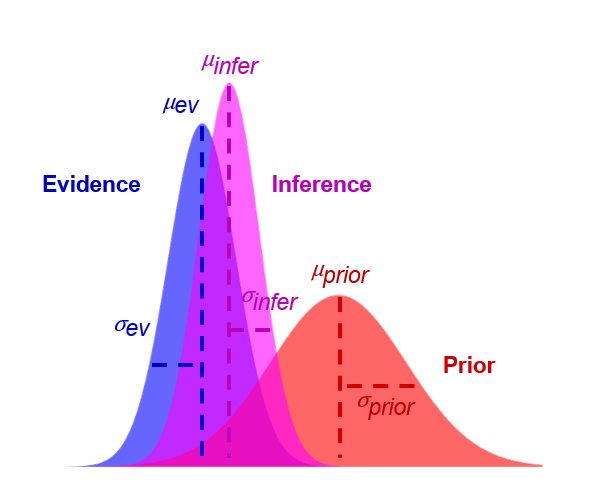 μinfer
μev
Evidence
Inference
μprior
σinfer
σev
Prior
σprior